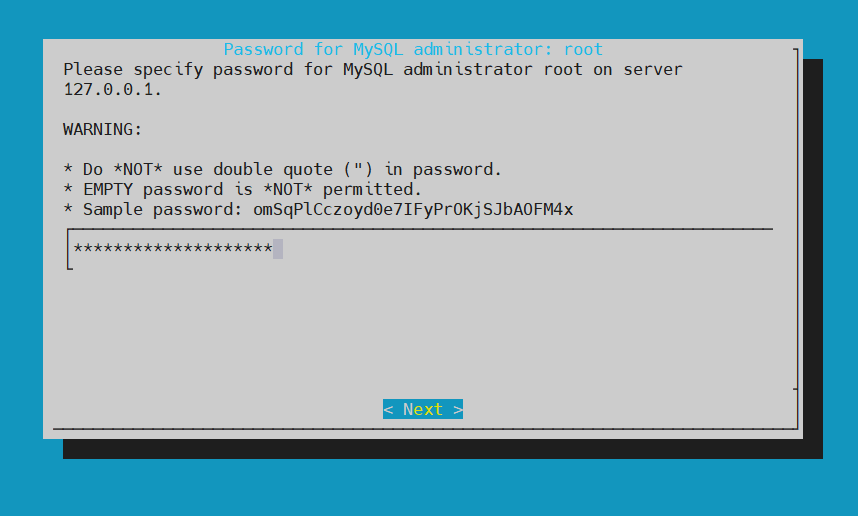 Password for MySQL administrator: root
Please specify password for MySQL administrator root on server
127.0.0.1.
WARNING:
* Do *NOT* use double quote (") in password.
* EMPTY password is *NOT* permitted.
* Sample password: omSqPlCczoyd0e7IFyPrOKjSJbAOFM4x
********************
< Next >